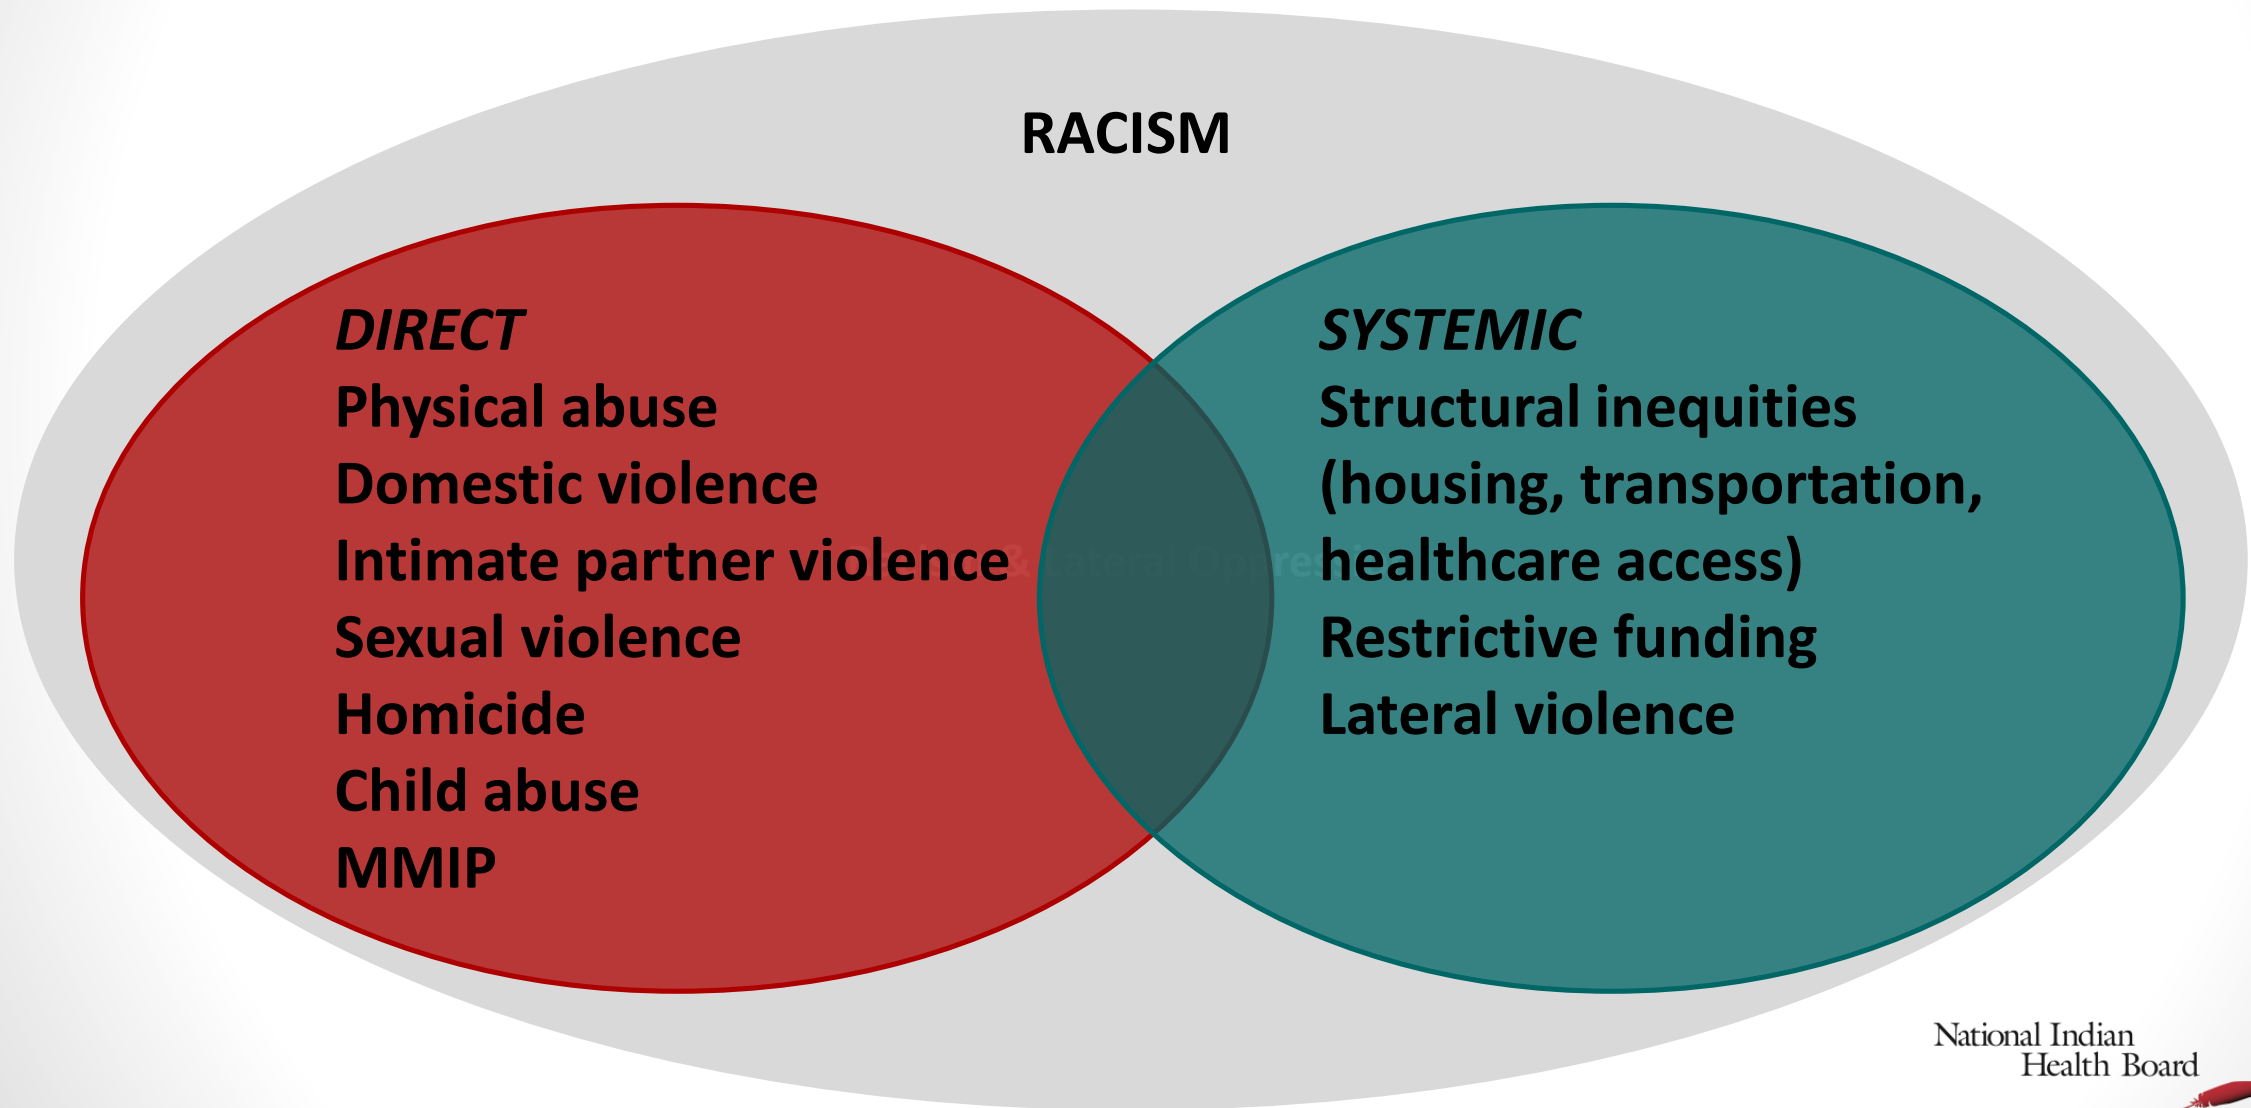 RACISM
DIRECT
Physical abuse
Domestic violence
Intimate partner violence
Sexual violence
Homicide
Child abuse
MMIP
& Lateral
SYSTEMIC
Structural inequities
(housing, transportation,
healthcare access)
Restrictive funding
Lateral violence
National Indian
Health Board